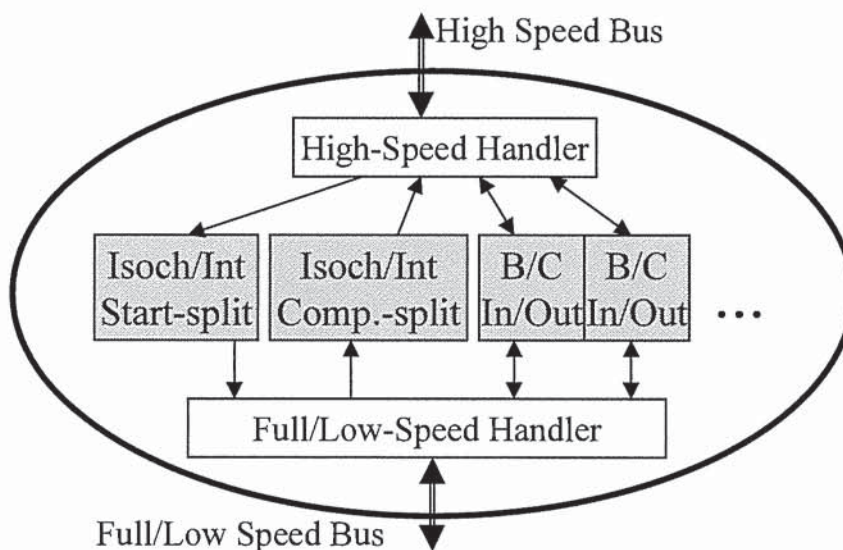 High Speed Bus
High-Speed Handler
Isoch/Int
Start-split
Isoch/Int
Comp.-split
B/C
In/Out
B/C
In/Out
...
Full/Low-Speed Handler
Full/Low Speed Bus